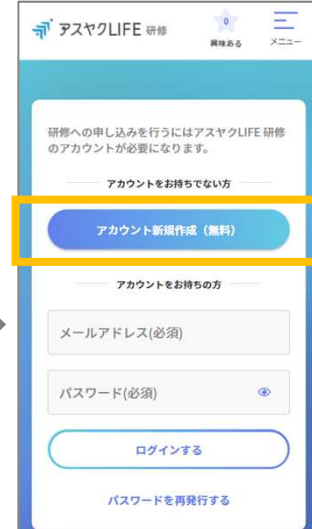 アスヤクLIFE 研修
0
興味ある
メニュー
研修への申し込みを行うにはアスヤクLIFE 研修
のアカウントが必要になります。
アカウントをお持ちでない方
アカウント新規作成（無料）
アカウントをお持ちの方
メールアドレス(必須)
パスワード(必須)
ログインする
パスワードを再発行する